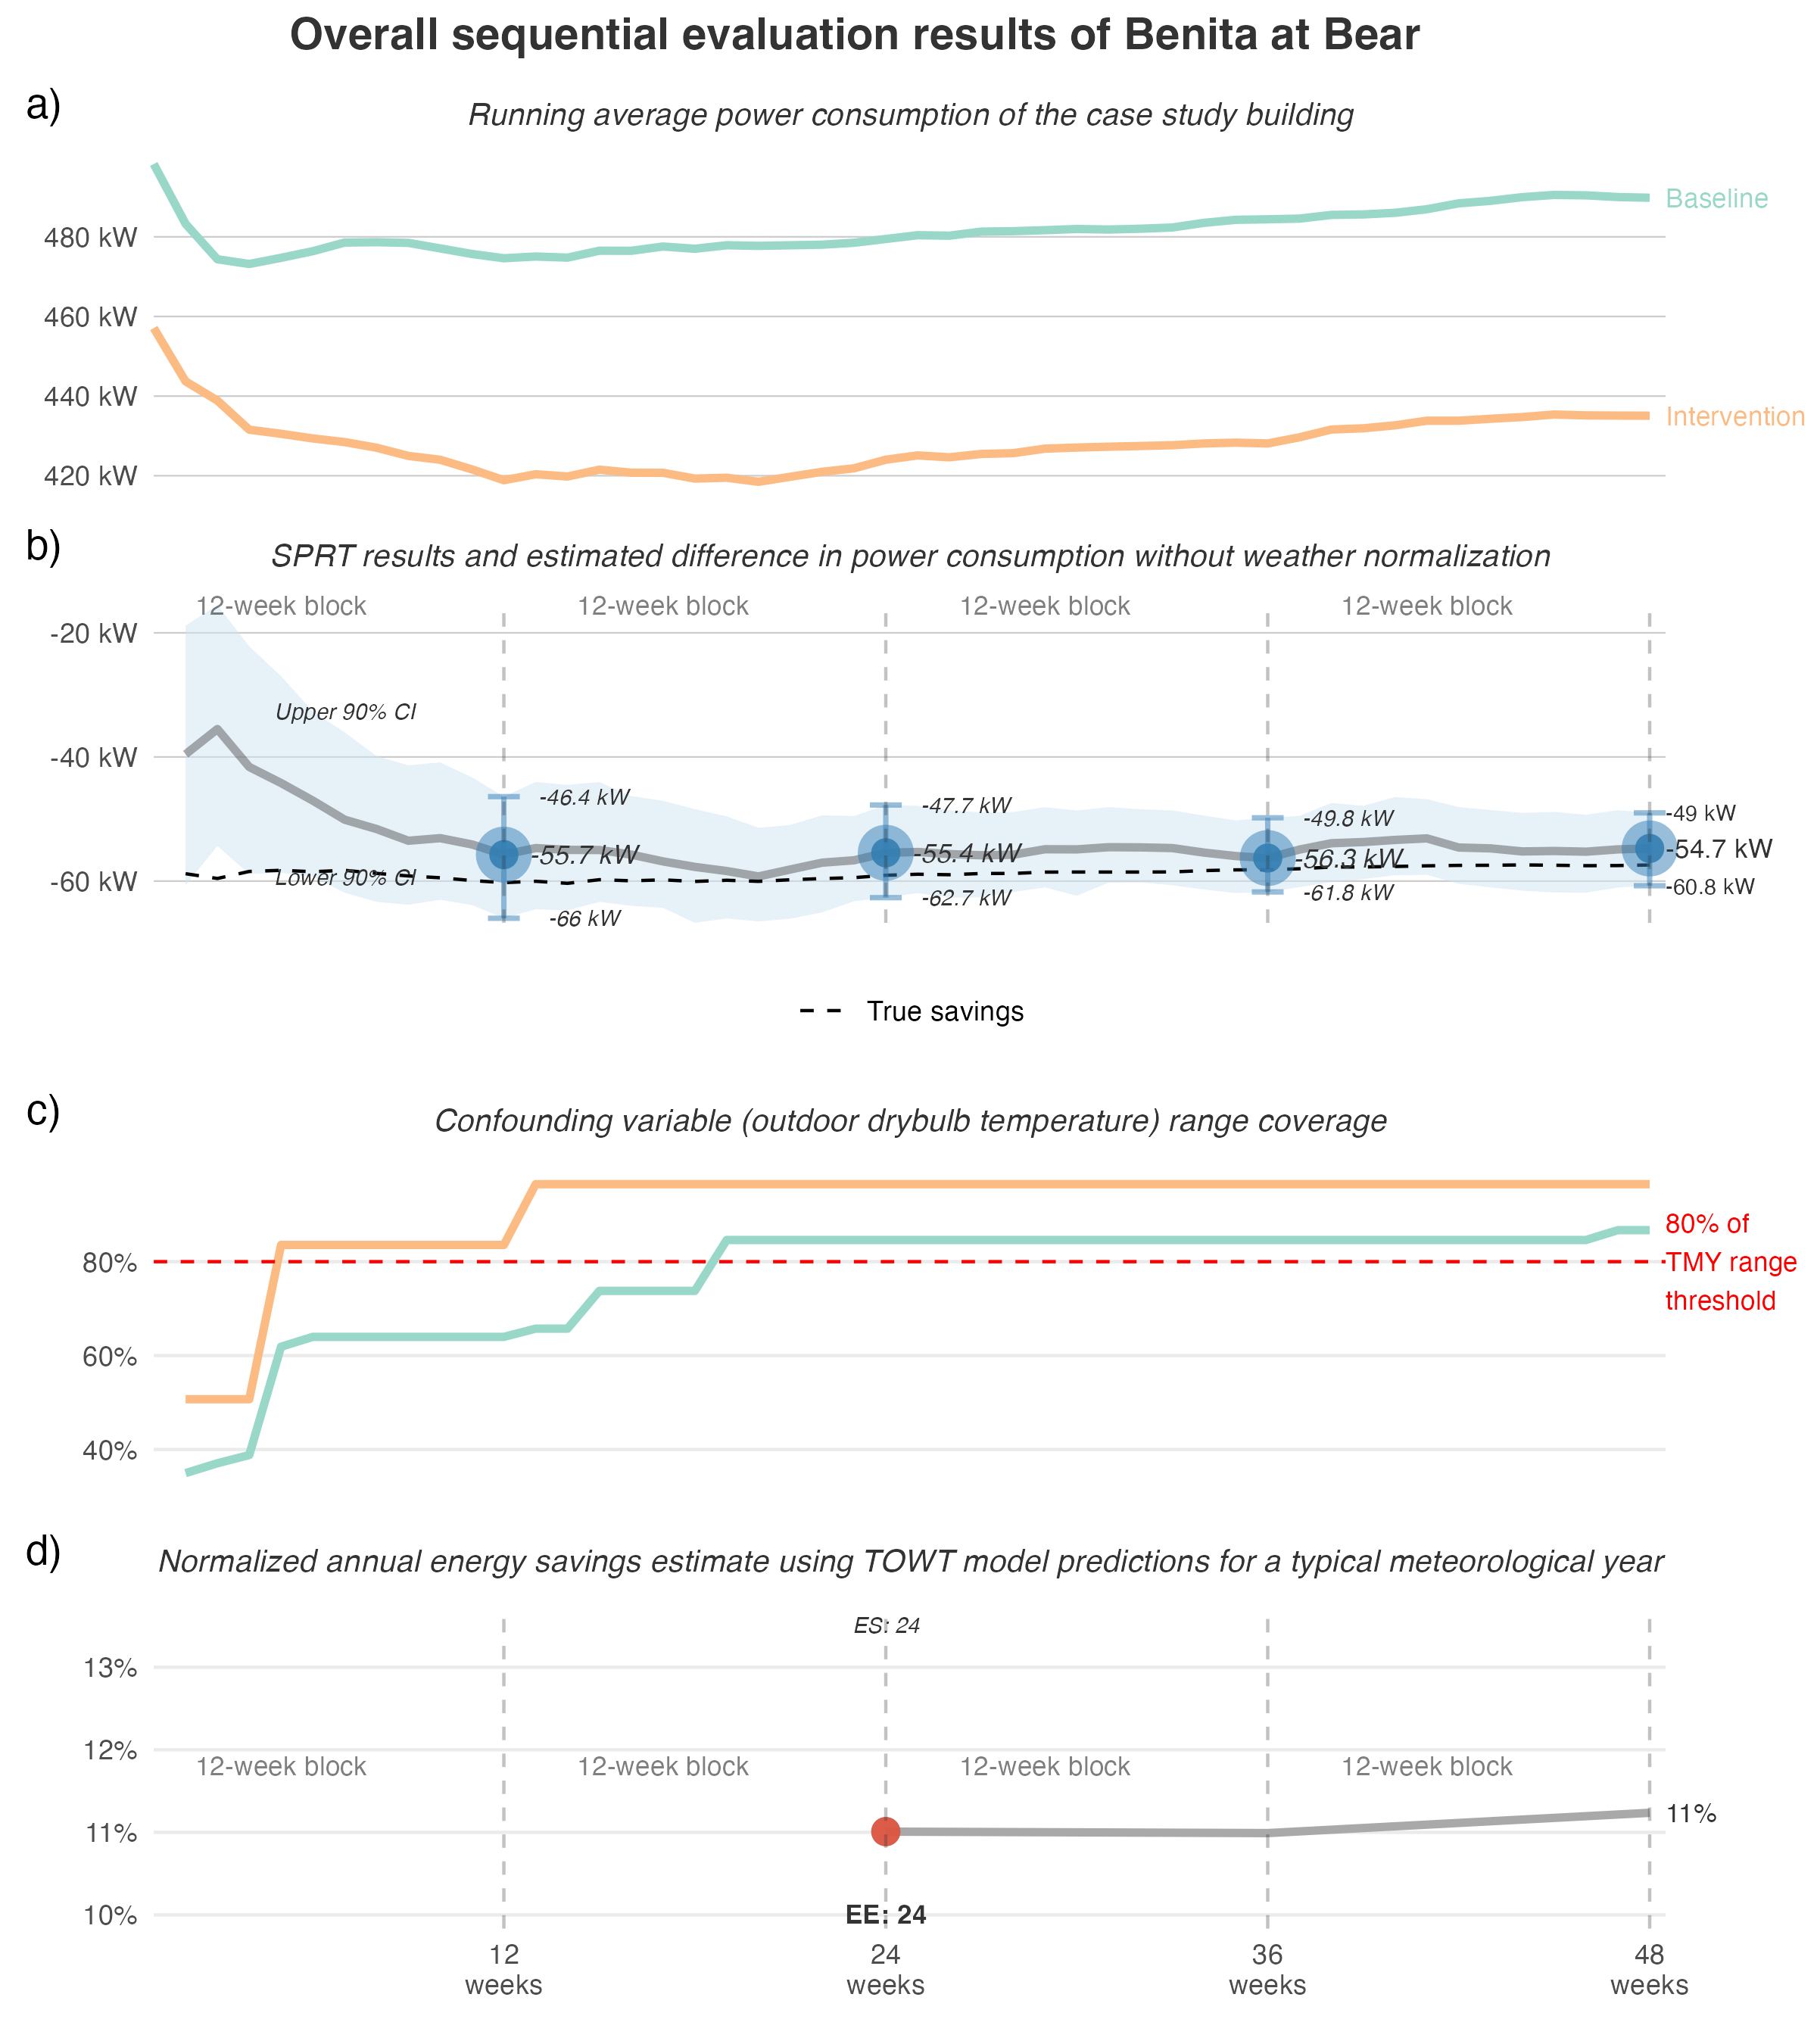 Overall sequential evaluation results of Benita at Bear
a)
Running average power consumption of the case study building
480 kW
460 kW
440 kW
420 kW
Baseline
Intervention
b)
SPRT results and estimated difference in power consumption without weather normalization
12-week block
12-week block
12-week block
12-week block
-20 kW
-40 kW
-60 kW
Upper 90% CI
Lower 90% CI
-46.4 kW
-55.7 kW
-66 kW
-47.7 kW
-55.4 kW
-62.7 kW
-49.8 kW
-56.3 kW
-61.8 kW
-49 kW
-54.7 kW
-60.8 kW
True savings
c)
Confounding variable (outdoor drybulb temperature) range coverage
80%
60%
40%
80% of
TMY range
threshold
d)
Normalized annual energy savings estimate using TOWT model predictions for a typical meteorological year
ES: 24
13%
12%
11%
10%
12-week block
12-week block
12-week block
12-week block
11%
EE: 24
12
weeks
24
weeks
36
weeks
48
weeks